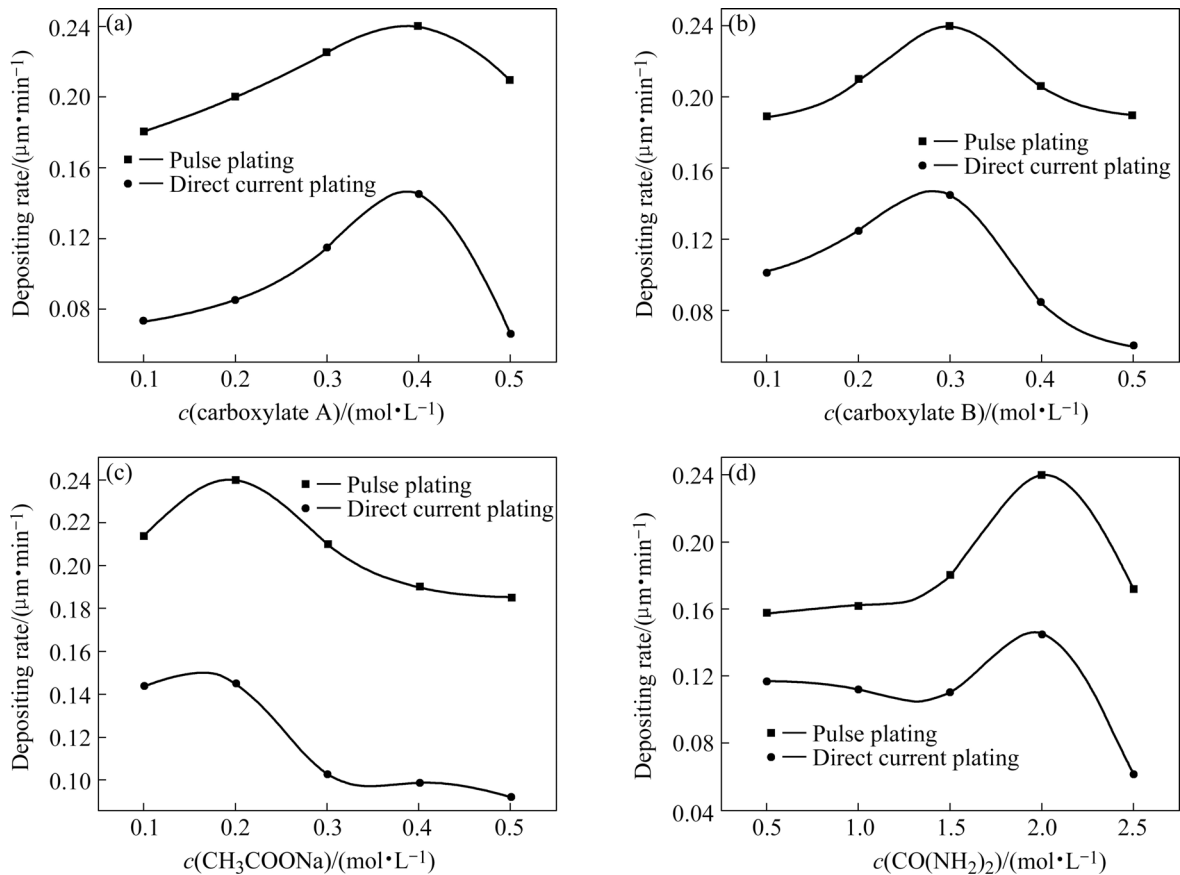 (a)
0.24
0.20
0.16
0.12
0.08
Depositing rate/(μm•min⁻¹)
Pulse plating
Direct current plating
0.1 0.2 0.3 0.4 0.5
c(carboxylate A)/(mol•L⁻¹)
(b)
0.24
0.20
0.16
0.12
0.08
Depositing rate/(μm•min⁻¹)
Pulse plating
Direct current plating
0.1 0.2 0.3 0.4 0.5
c(carboxylate B)/(mol•L⁻¹)
(c)
0.24
0.22
0.20
0.18
0.16
0.14
0.12
0.10
Depositing rate/(μm•min⁻¹)
Pulse plating
Direct current plating
0.1 0.2 0.3 0.4 0.5
c(CH₃COONa)/(mol•L⁻¹)
(d)
0.24
0.20
0.16
0.12
0.08
0.04
Depositing rate/(μm•min⁻¹)
Pulse plating
Direct current plating
0.5 1.0 1.5 2.0 2.5
c(CO(NH₂)₂)/(mol•L⁻¹)